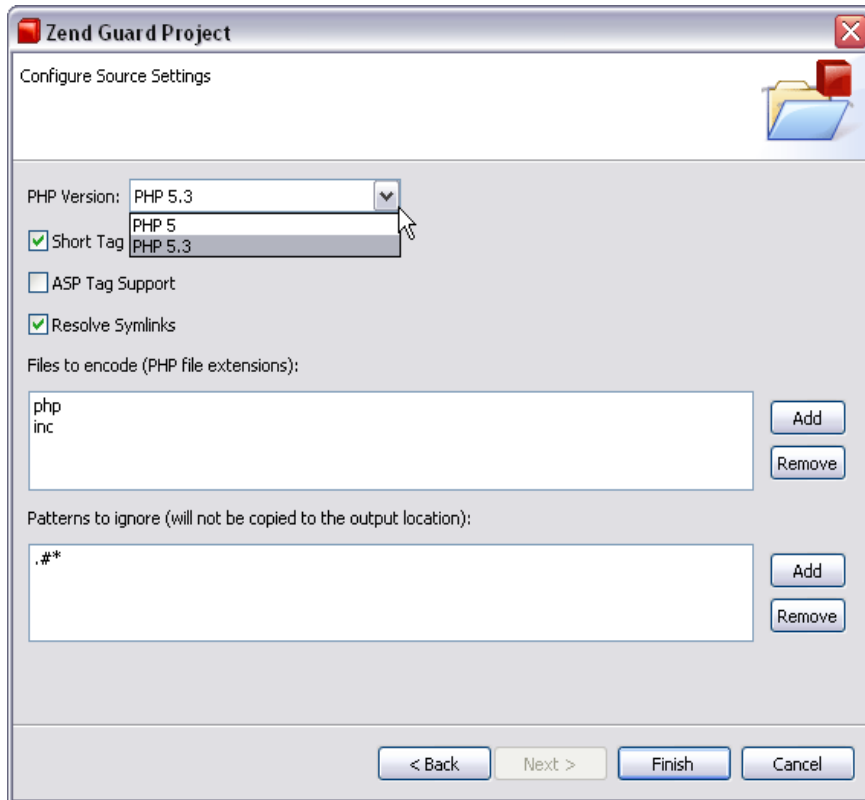 Zend Guard Project
Configure Source Settings
PHP Version: PHP 5.3
PHP 5
Short Tag PHP 5.3
ASP Tag Support
Resolve Symlinks
Files to encode (PHP file extensions):
php
inc
Add
Remove
Patterns to ignore (will not be copied to the output location):
.#*
Add
Remove
< Back Next > Finish Cancel